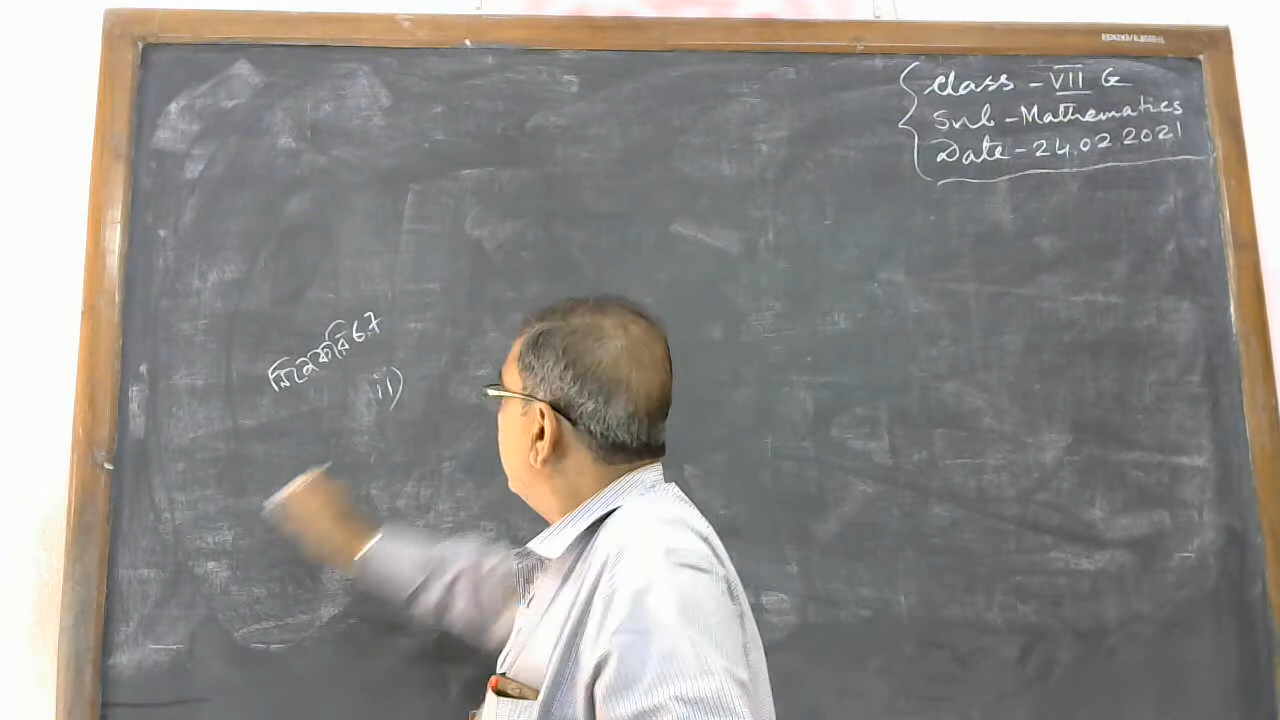 Class - VII G
Sub - Mathematics
Date - 24.02.2021
নিজে করি 6.7
ii)